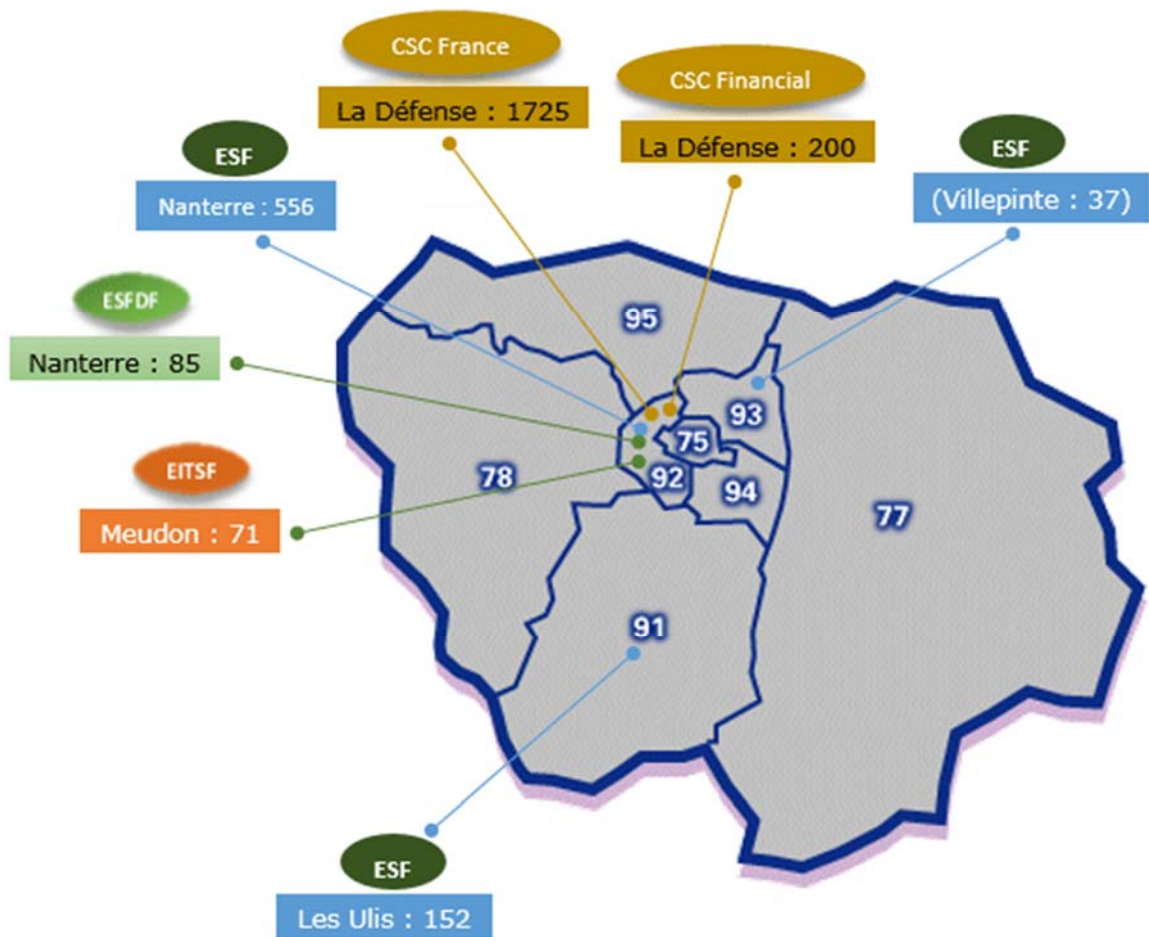 CSC France
La Défense : 1725
CSC Financial
La Défense : 200
ESF
Nanterre : 556
ESF
(Villepinte : 37)
ESFDF
Nanterre : 85
EITSF
Meudon : 71
95
93
75
92
94
78
77
91
ESF
Les Ulis : 152